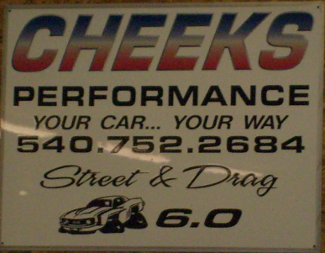 CHEEKS
PERFORMANCE
YOUR CAR... YOUR WAY
540.752.2684
Street & Drag
6.0